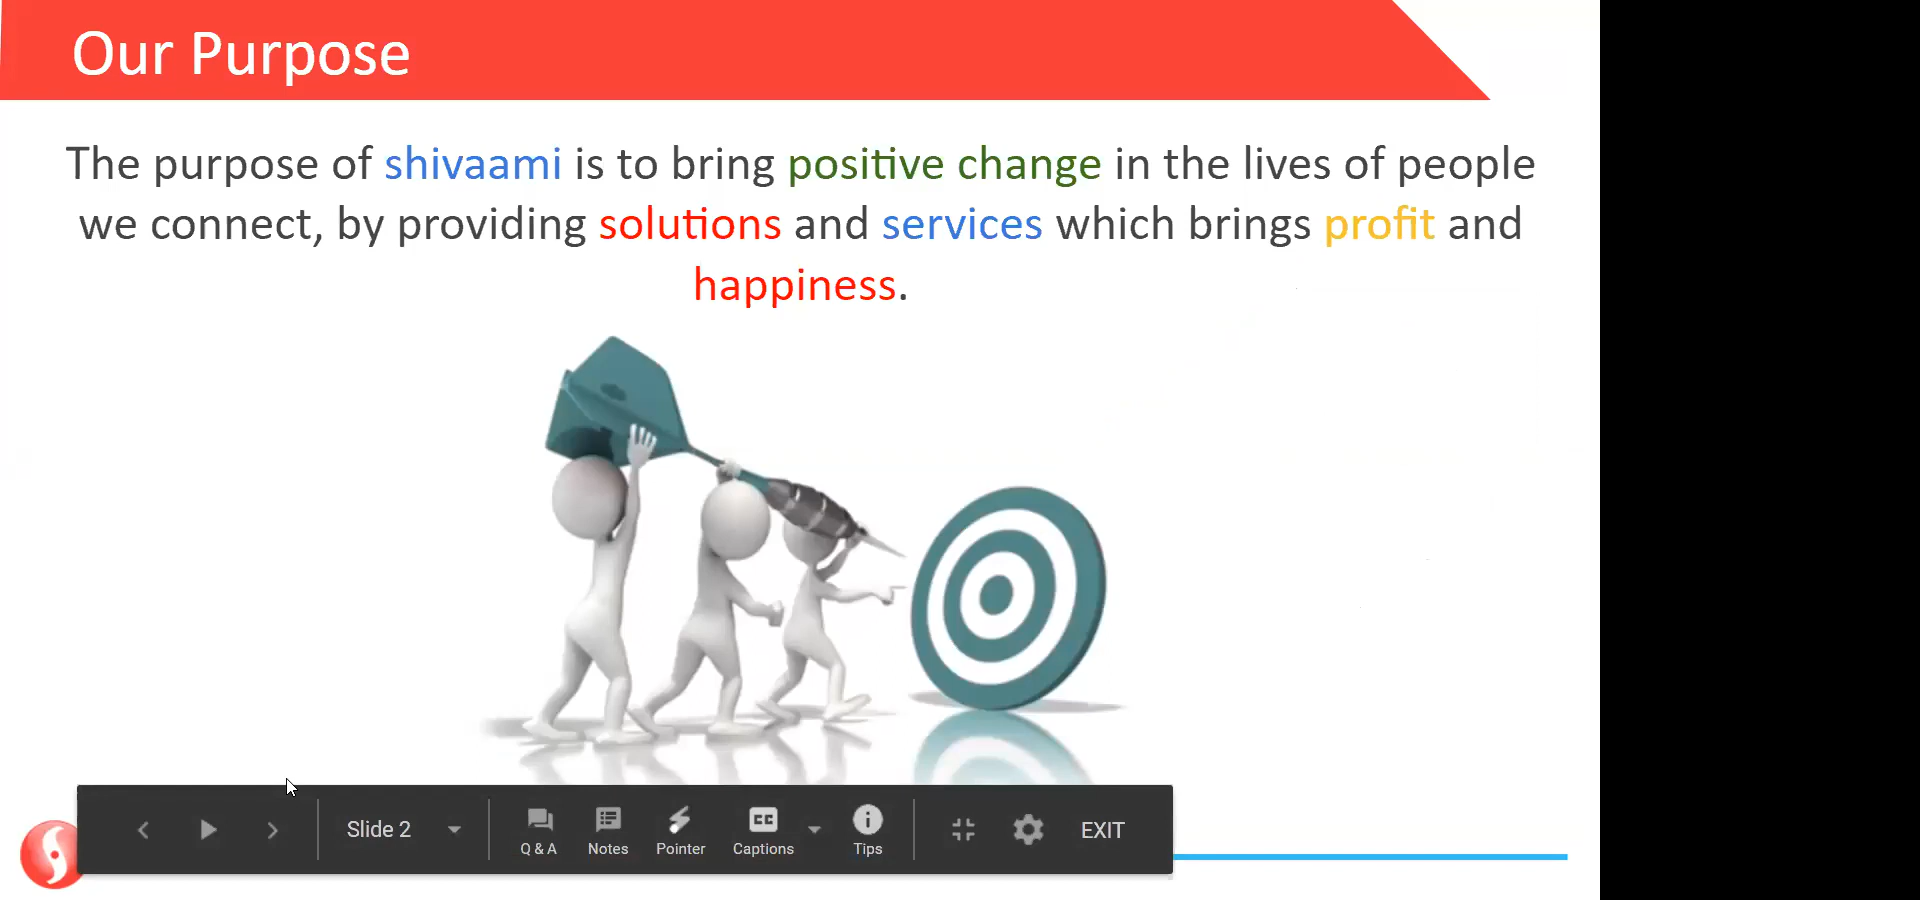 Our Purpose
The purpose of shivaami is to bring positive change in the lives of people
we connect, by providing solutions and services which brings profit and
happiness.
Slide 2
Q & A Notes Pointer Captions Tips
EXIT